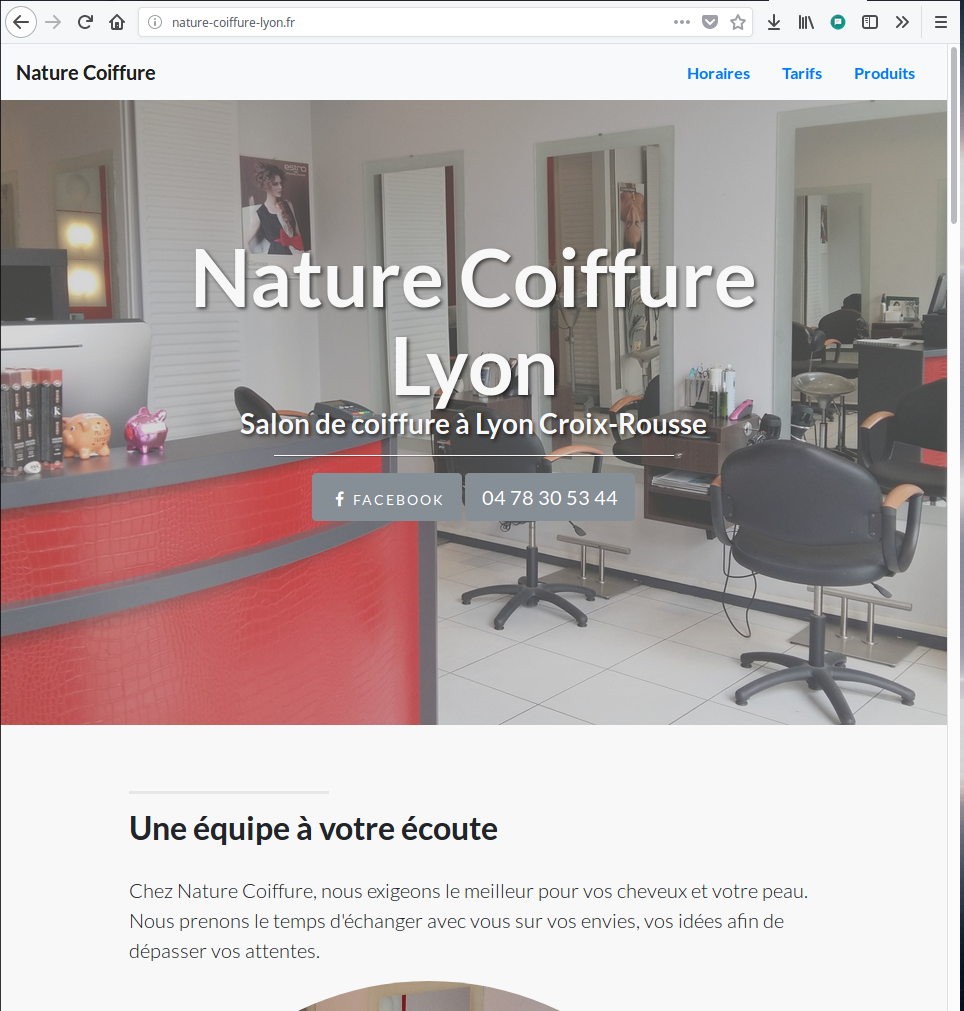 nature-coiffure-lyon.fr
Nature Coiffure
Horaires Tarifs Produits
Nature Coiffure
Lyon
Salon de coiffure à Lyon Croix-Rousse
FACEBOOK 04 78 30 53 44
Une équipe à votre écoute
Chez Nature Coiffure, nous exigeons le meilleur pour vos cheveux et votre peau.
Nous prenons le temps d'échanger avec vous sur vos envies, vos idées afin de
dépasser vos attentes.